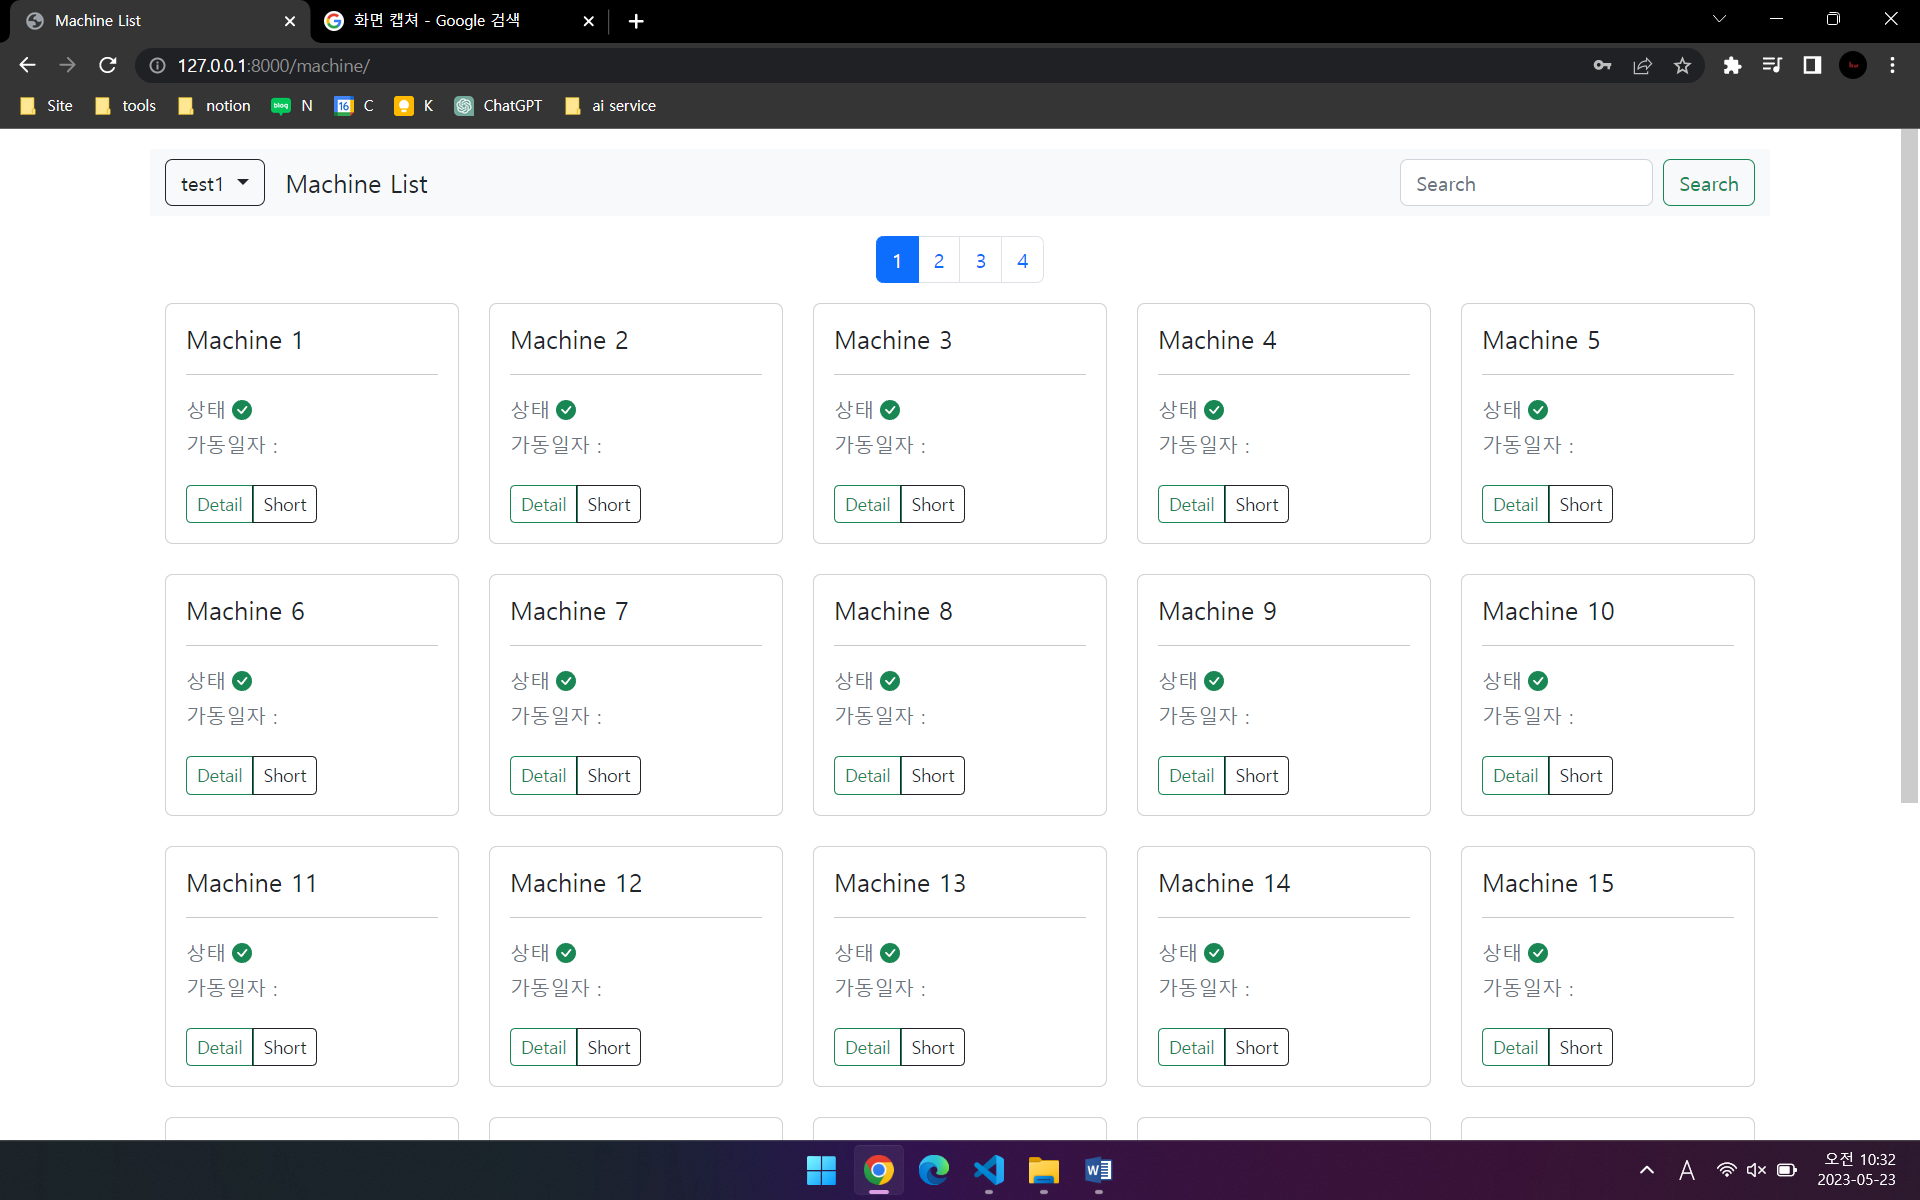 Machine List
화면 캡쳐 - Google 검색
127.0.0.1:8000/machine/
Site tools notion N C K ChatGPT ai service
test1 Machine List Search Search
1 2 3 4
Machine 1 Machine 2 Machine 3 Machine 4 Machine 5
상태 상태 상태 상태 상태
가동일자 : 가동일자 : 가동일자 : 가동일자 : 가동일자 :
Detail Short Detail Short Detail Short Detail Short Detail Short
Machine 6 Machine 7 Machine 8 Machine 9 Machine 10
상태 상태 상태 상태 상태
가동일자 : 가동일자 : 가동일자 : 가동일자 : 가동일자 :
Detail Short Detail Short Detail Short Detail Short Detail Short
Machine 11 Machine 12 Machine 13 Machine 14 Machine 15
상태 상태 상태 상태 상태
가동일자 : 가동일자 : 가동일자 : 가동일자 : 가동일자 :
Detail Short Detail Short Detail Short Detail Short Detail Short
A 오전 10:32
2023-05-23